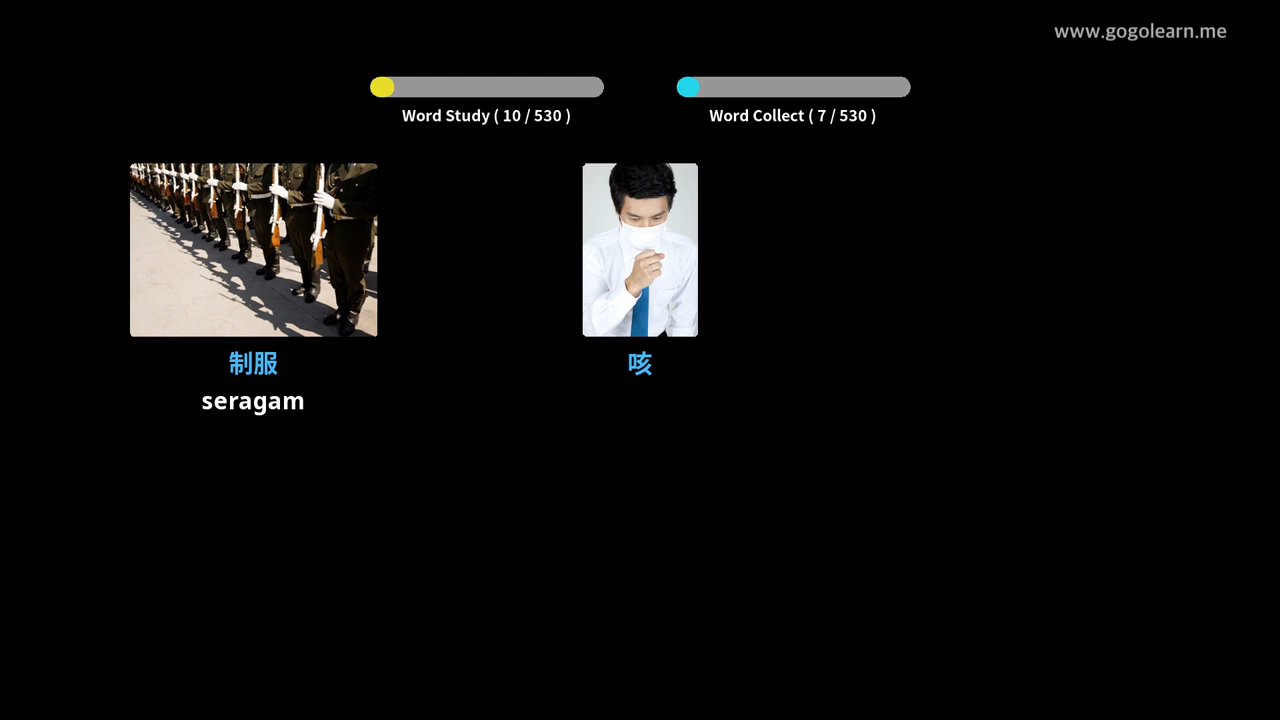 www.gogolearn.me
Word Study ( 10 / 530 )
Word Collect ( 7 / 530 )
制服
seragam
咳